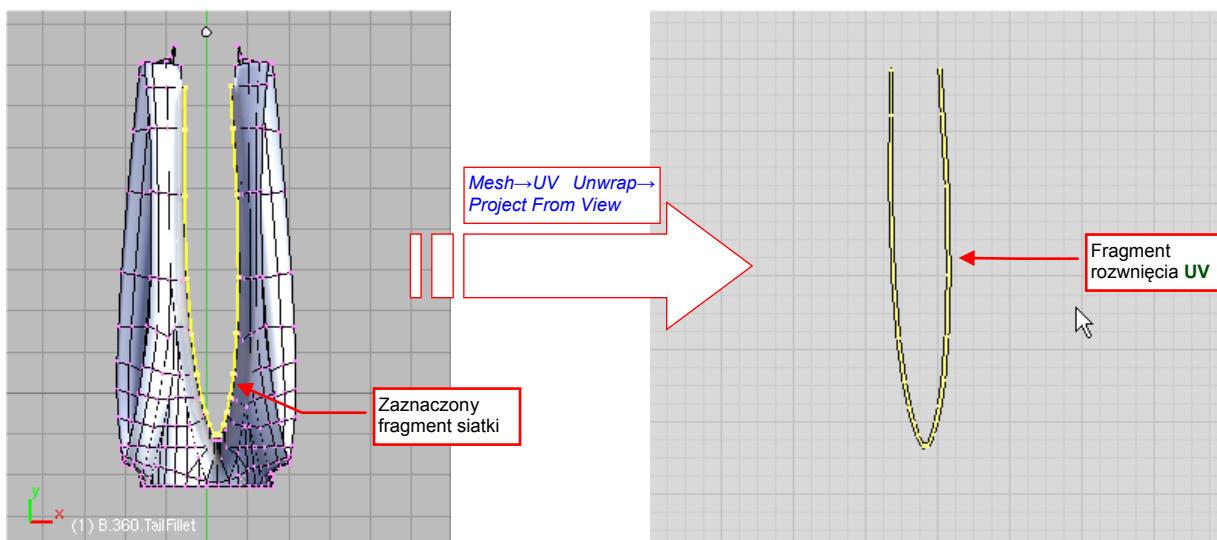 Mesh→UV Unwrap→
Project From View
Fragment
rozwnięcia UV
Zaznaczony
fragment siatki
y
x
(1) B.360.TailFillet